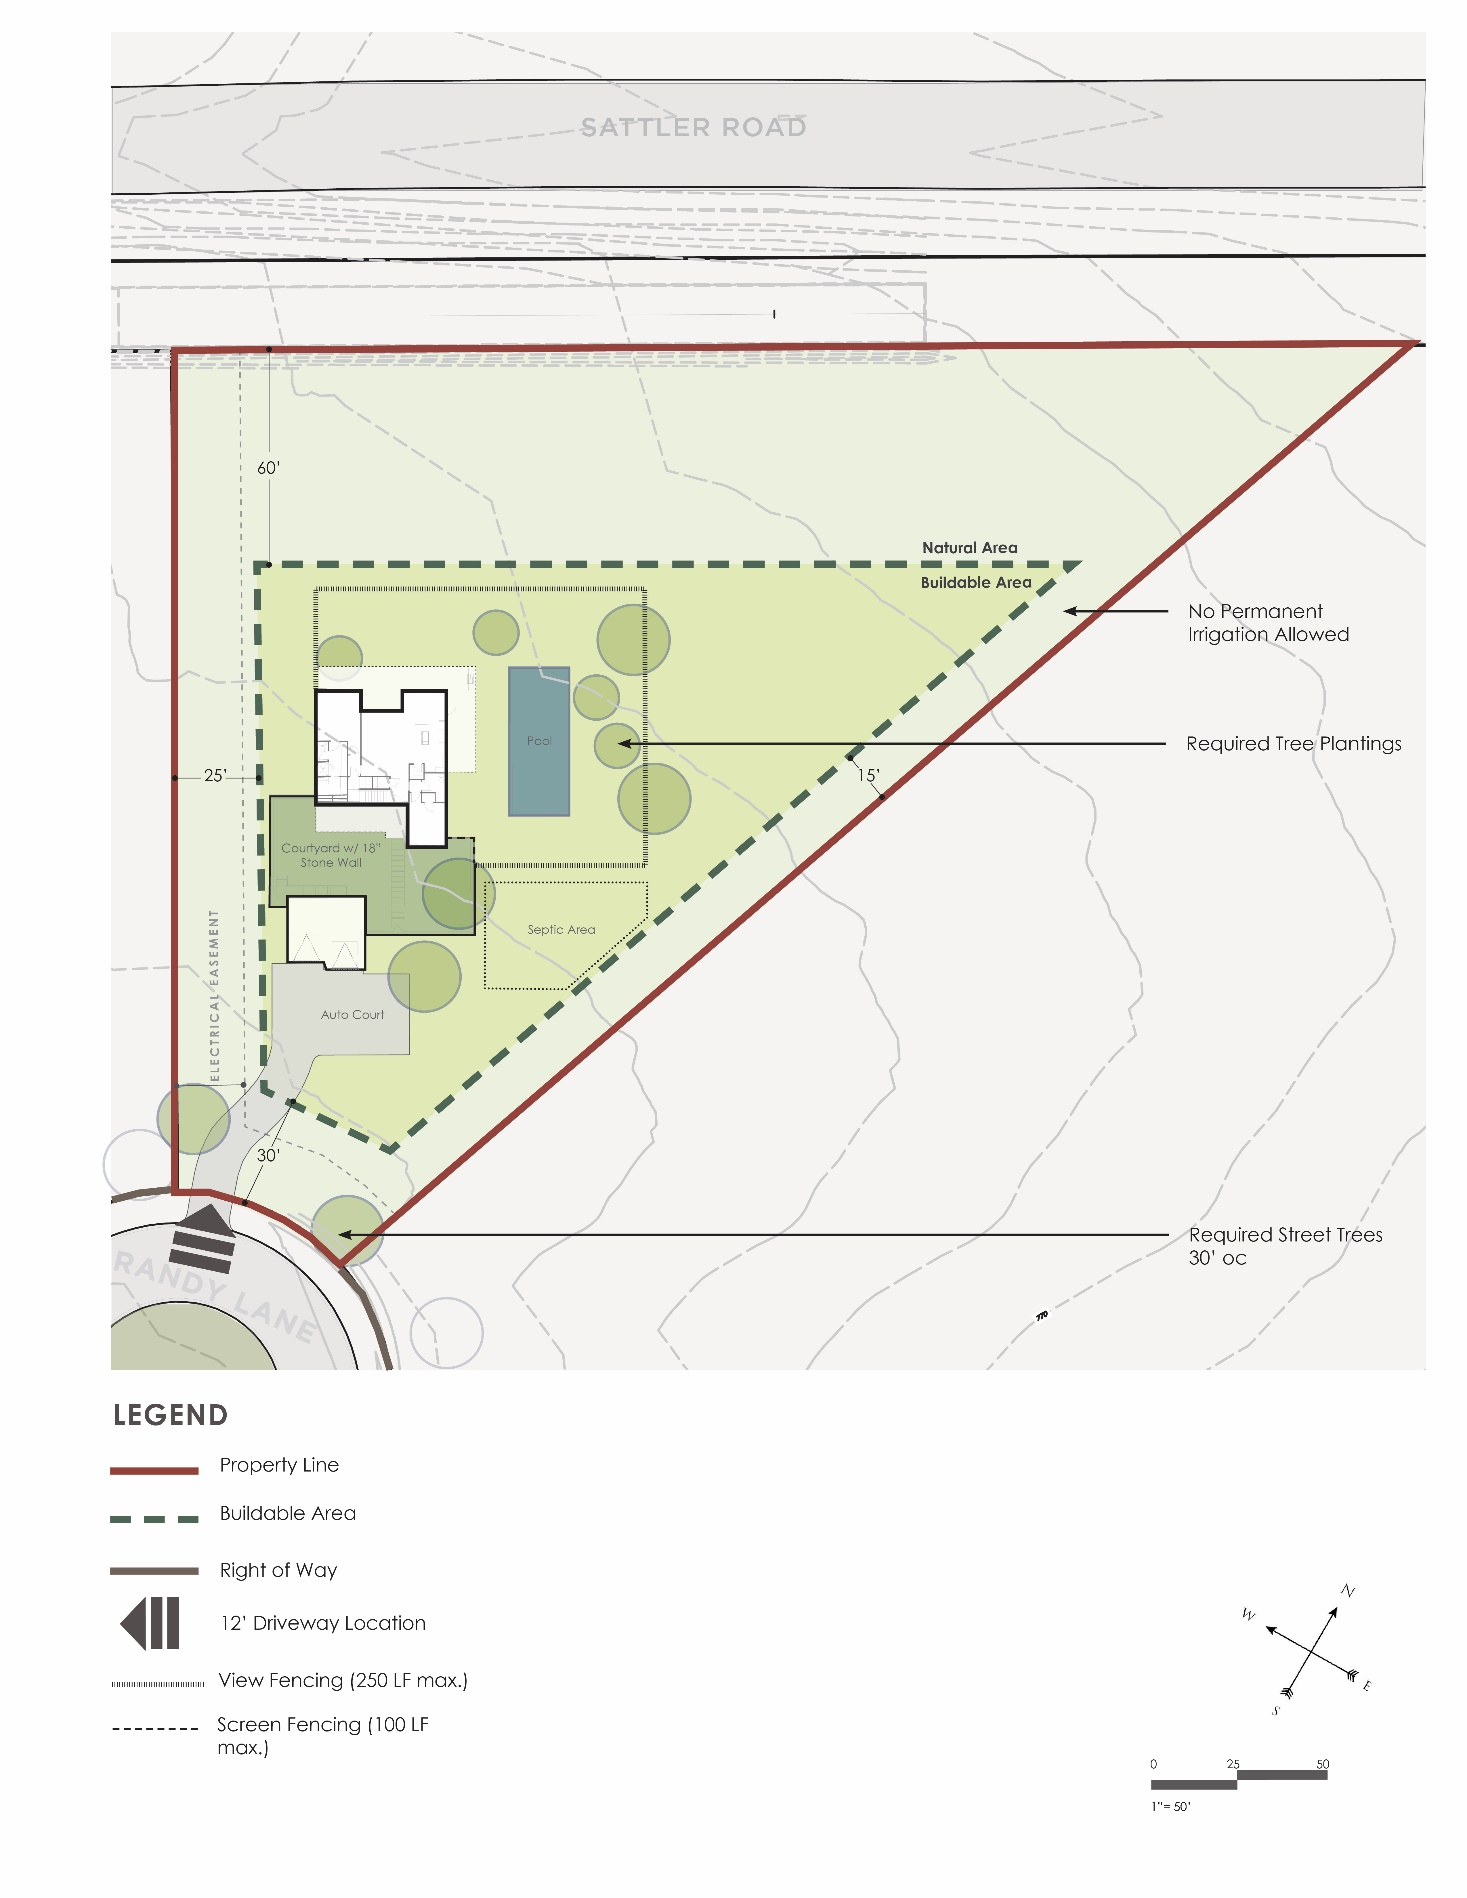 SATTLER ROAD
60’
Natural Area
Buildable Area
No Permanent
Irrigation Allowed
Pool
Required Tree Plantings
25’
15’
Courtyard w/ 18"
Stone Wall
Septic Area
ELECTRICAL EASEMENT
Auto Court
30’
Required Street Trees
30’ oc
RANDY LANE
770
LEGEND
Property Line
Buildable Area
Right of Way
12’ Driveway Location
View Fencing (250 LF max.)
Screen Fencing (100 LF
max.)
N
W
E
S
0 25 50
1"= 50’